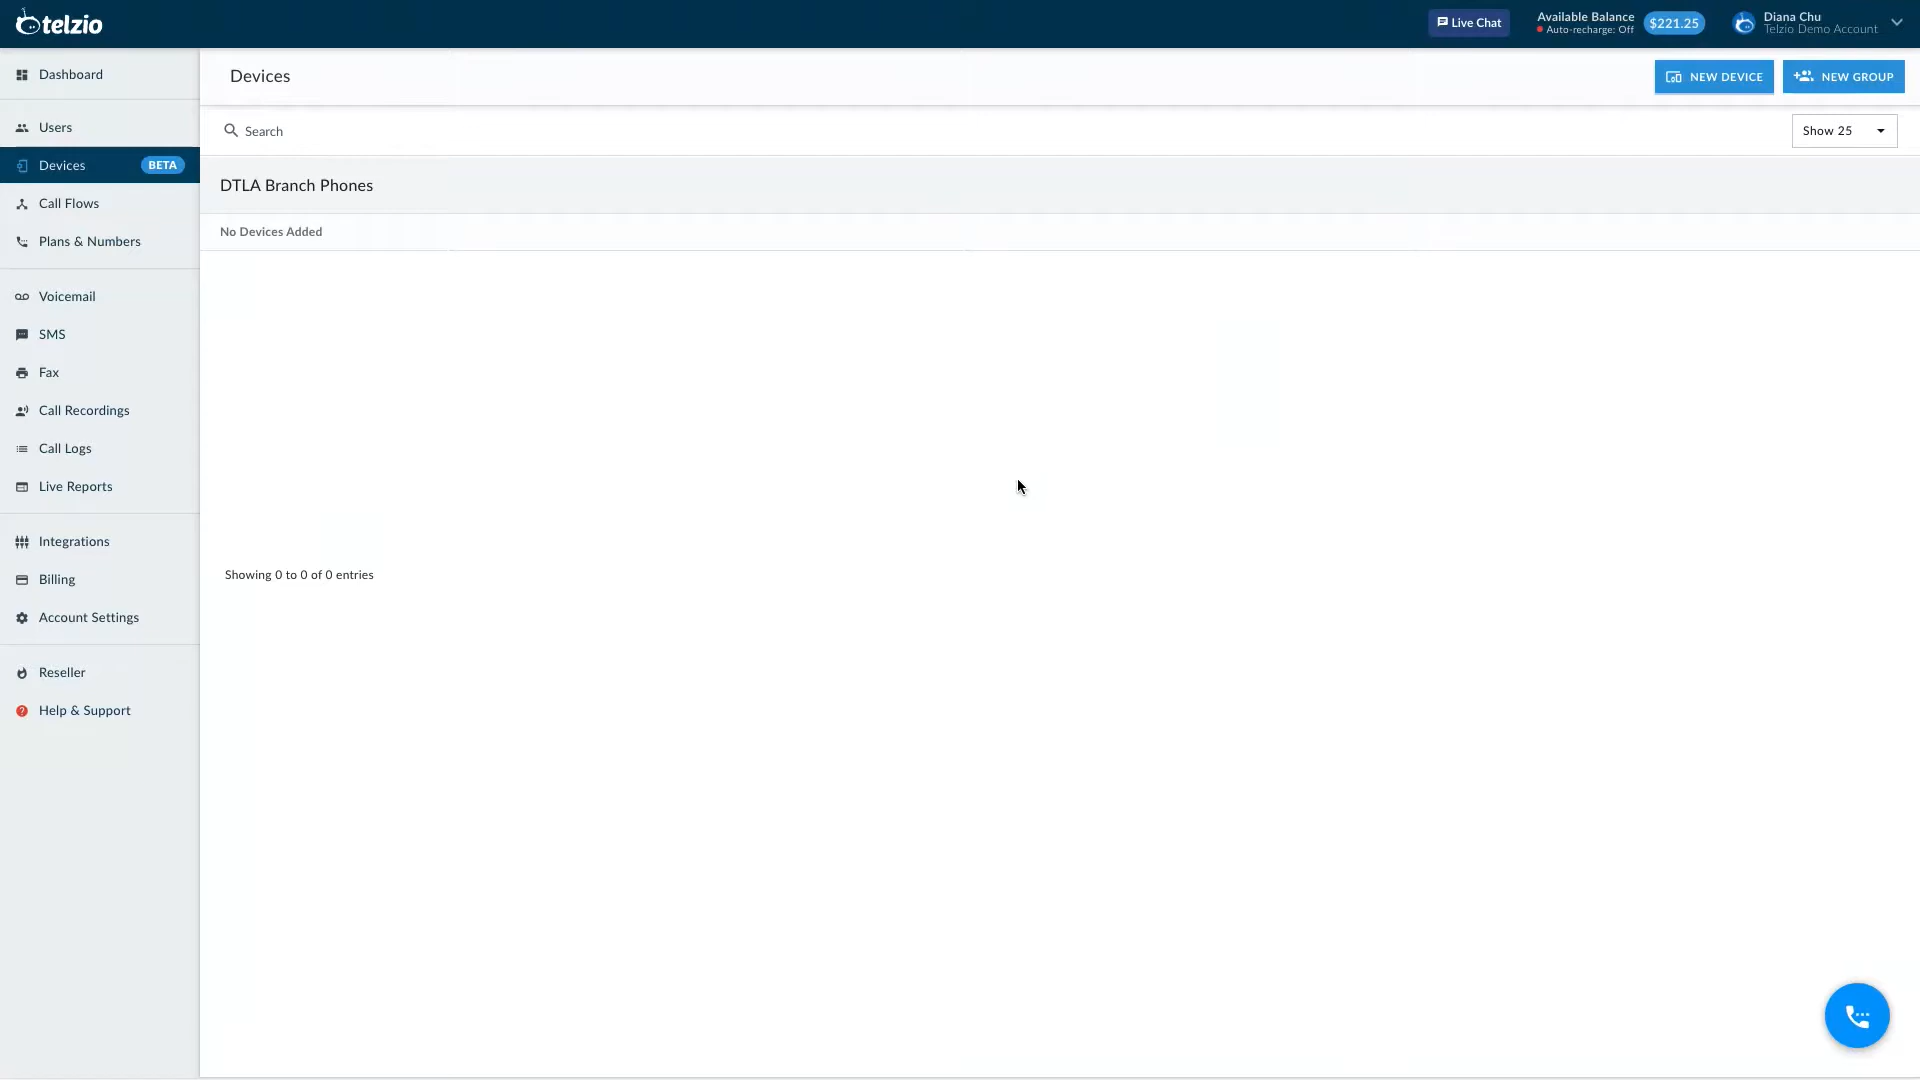 telzio
Live Chat
Available Balance
Auto-recharge: Off
$221.25
Diana Chu
Telzio Demo Account
Dashboard
Users
Devices
BETA
Call Flows
Plans & Numbers
Voicemail
SMS
Fax
Call Recordings
Call Logs
Live Reports
Integrations
Billing
Account Settings
Reseller
Help & Support
Devices
NEW DEVICE
NEW GROUP
Search
Show 25
DTLA Branch Phones
No Devices Added
Showing 0 to 0 of 0 entries